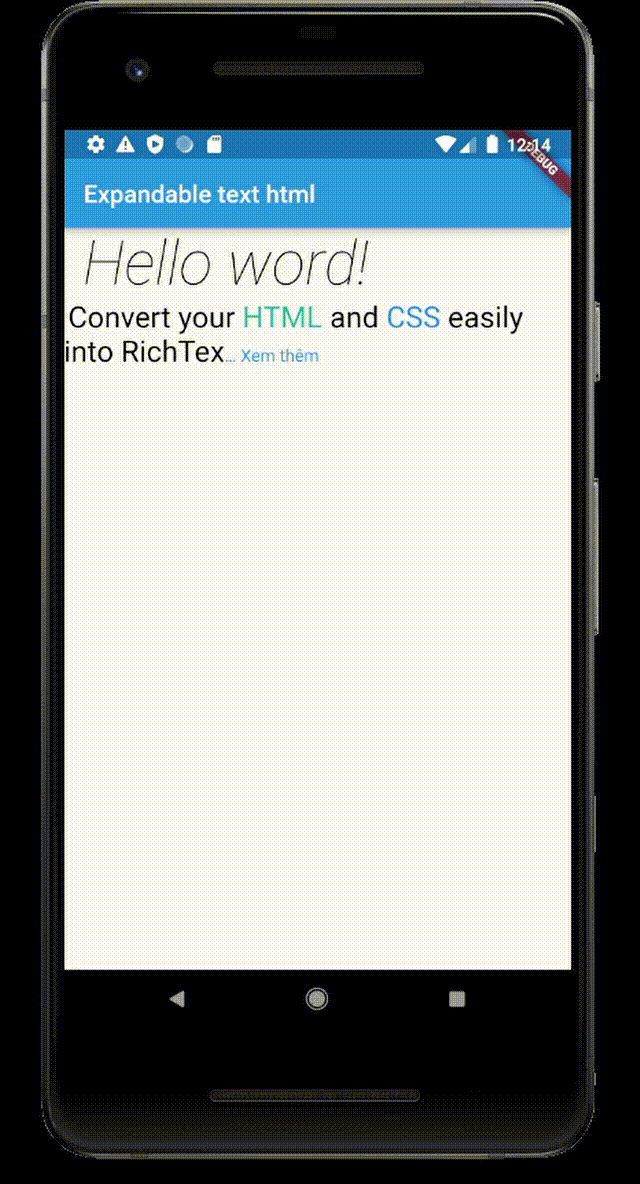 12:14
DEBUG
Expandable text html
Hello word!
Convert your HTML and CSS easily
into RichTex... Xem thêm